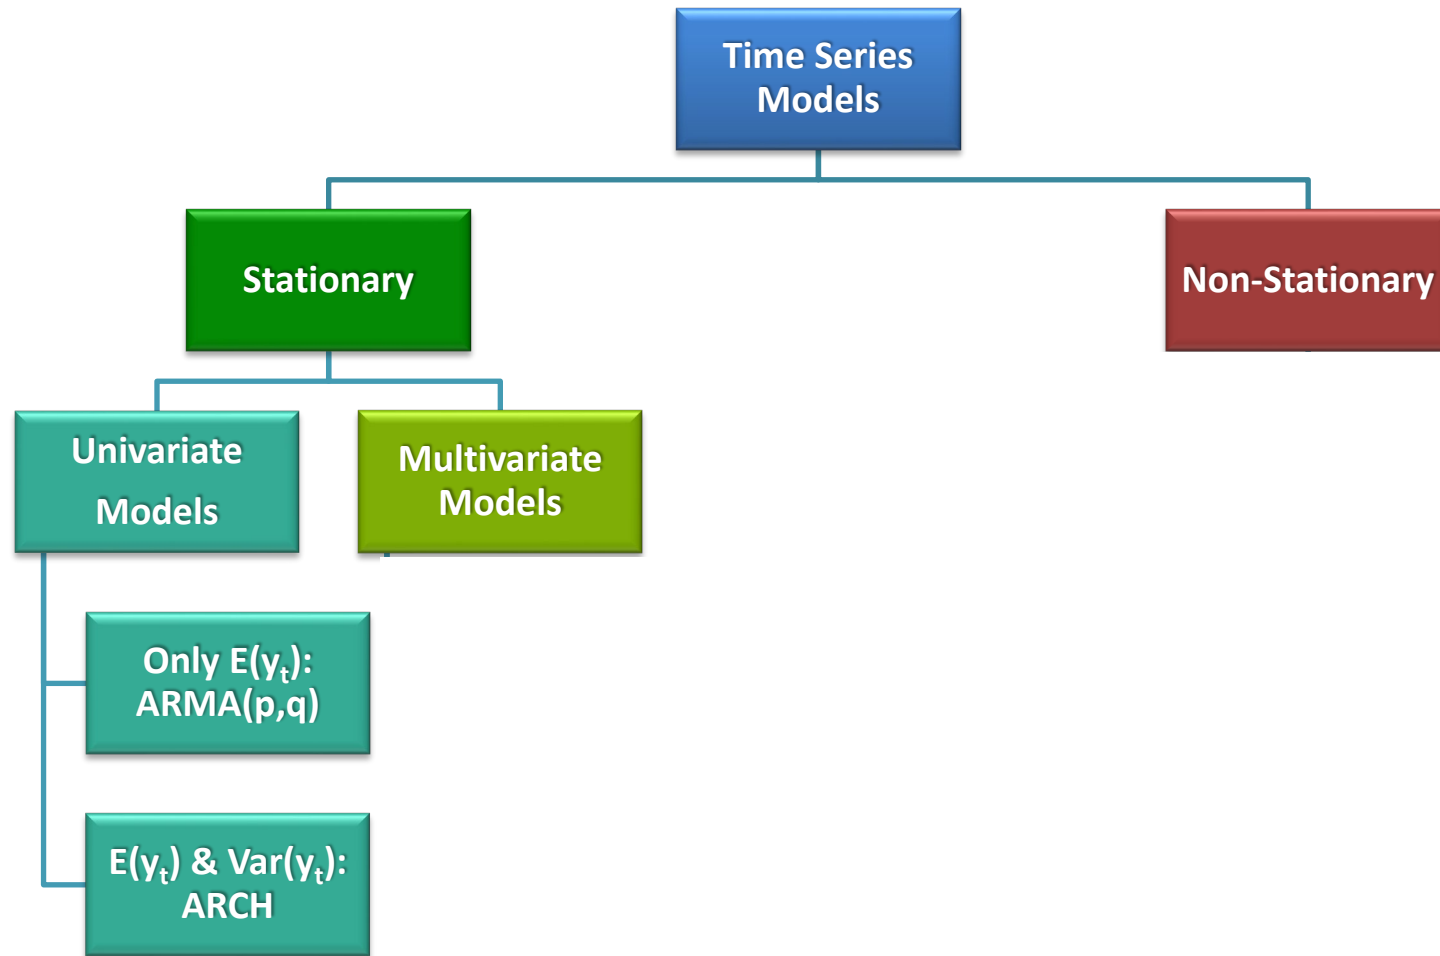 Time Series
Models
Stationary
Non-Stationary
Univariate
Models
Multivariate
Models
Only E(yₜ):
ARMA(p,q)
E(yₜ) & Var(yₜ):
ARCH